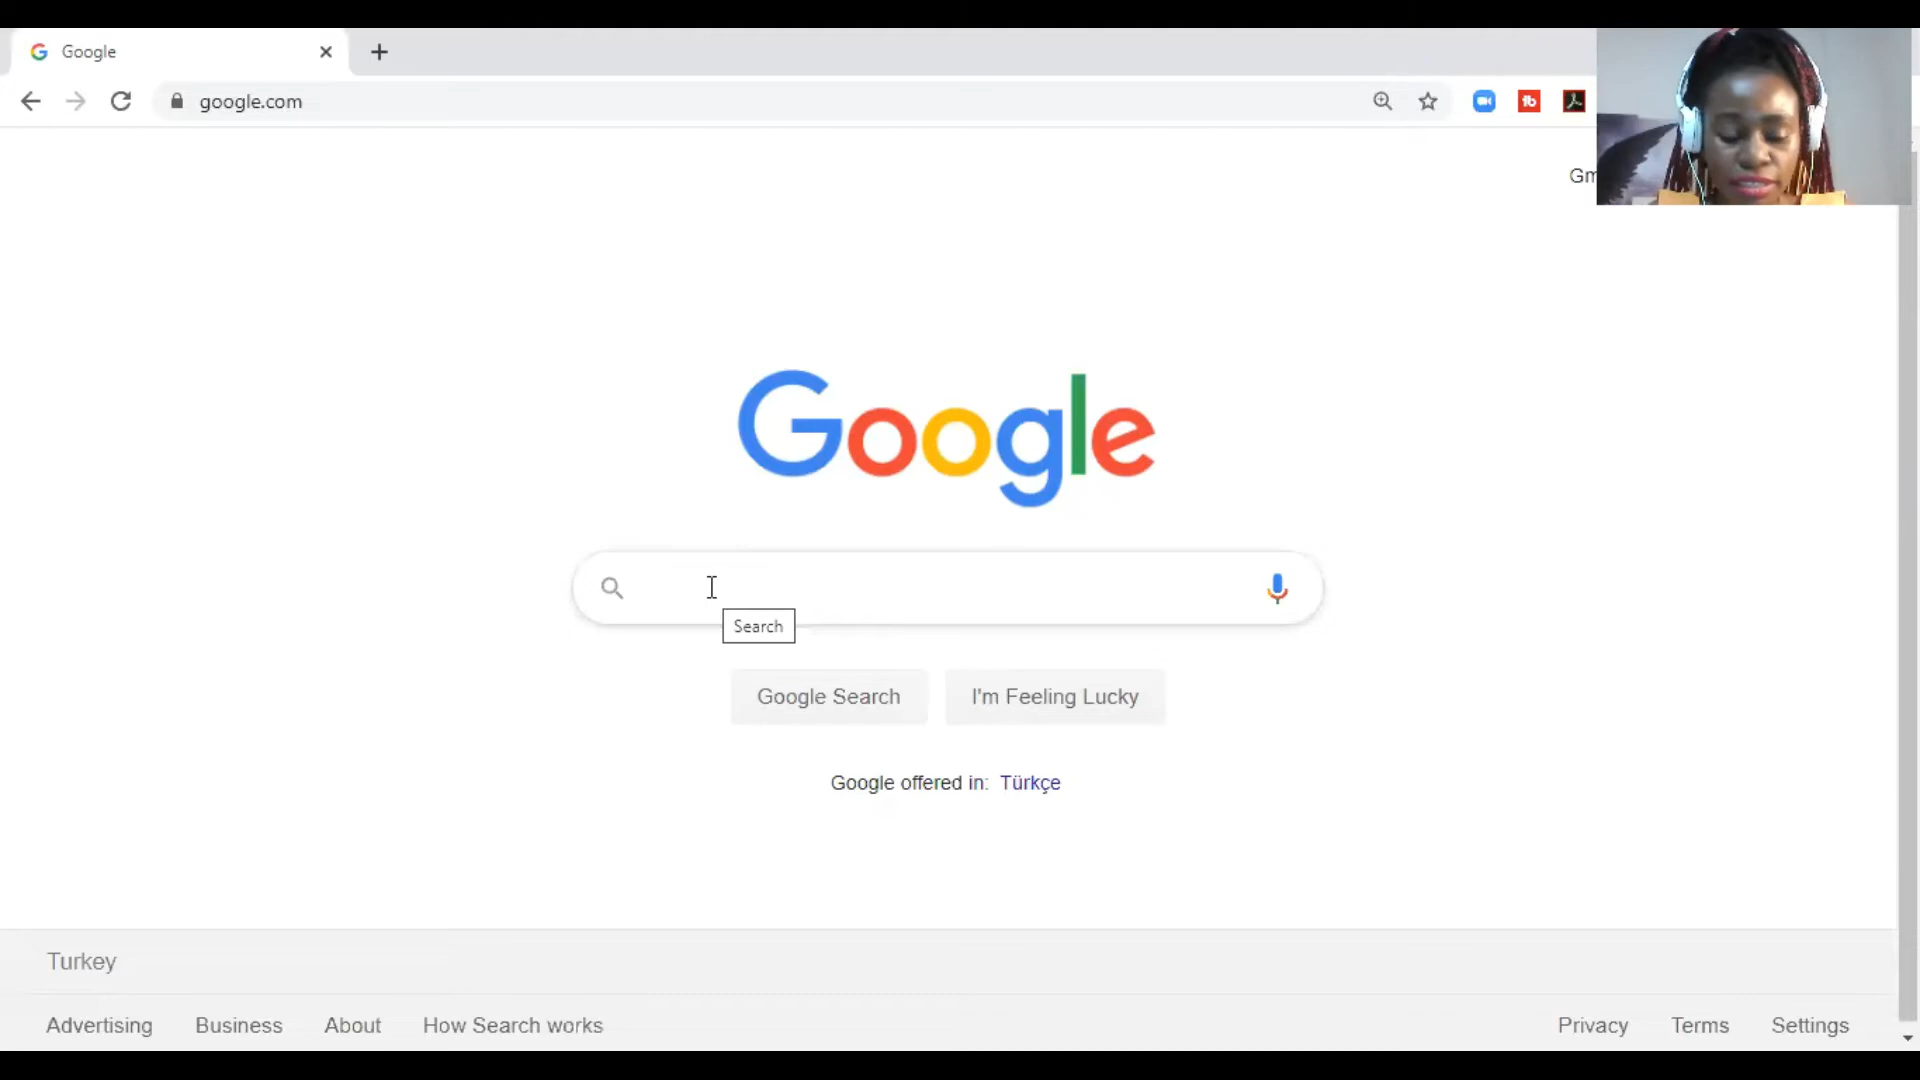 Google
google.com
Gm
Google
Search
Google Search
I'm Feeling Lucky
Google offered in: Türkçe
Turkey
Advertising Business About How Search works Privacy Terms Settings